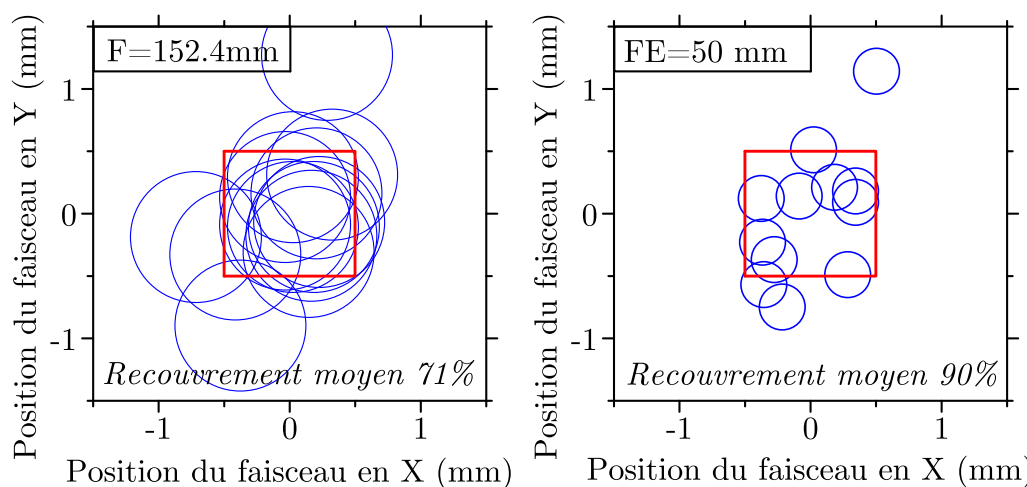 Position du faisceau en Y (mm)
F=152.4mm
1
0
-1
Recouvrement moyen 71%
-1
0
1
Position du faisceau en X (mm)
Position du faisceau en Y (mm)
FE=50 mm
1
0
-1
Recouvrement moyen 90%
-1
0
1
Position du faisceau en X (mm)